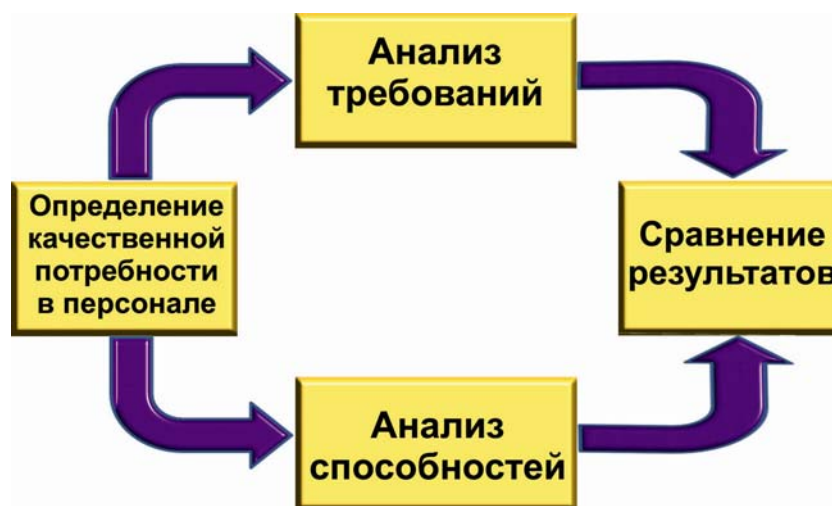 Анализ
требований
Определение
качественной
потребности
в персонале
Сравнение
результатов
Анализ
способностей